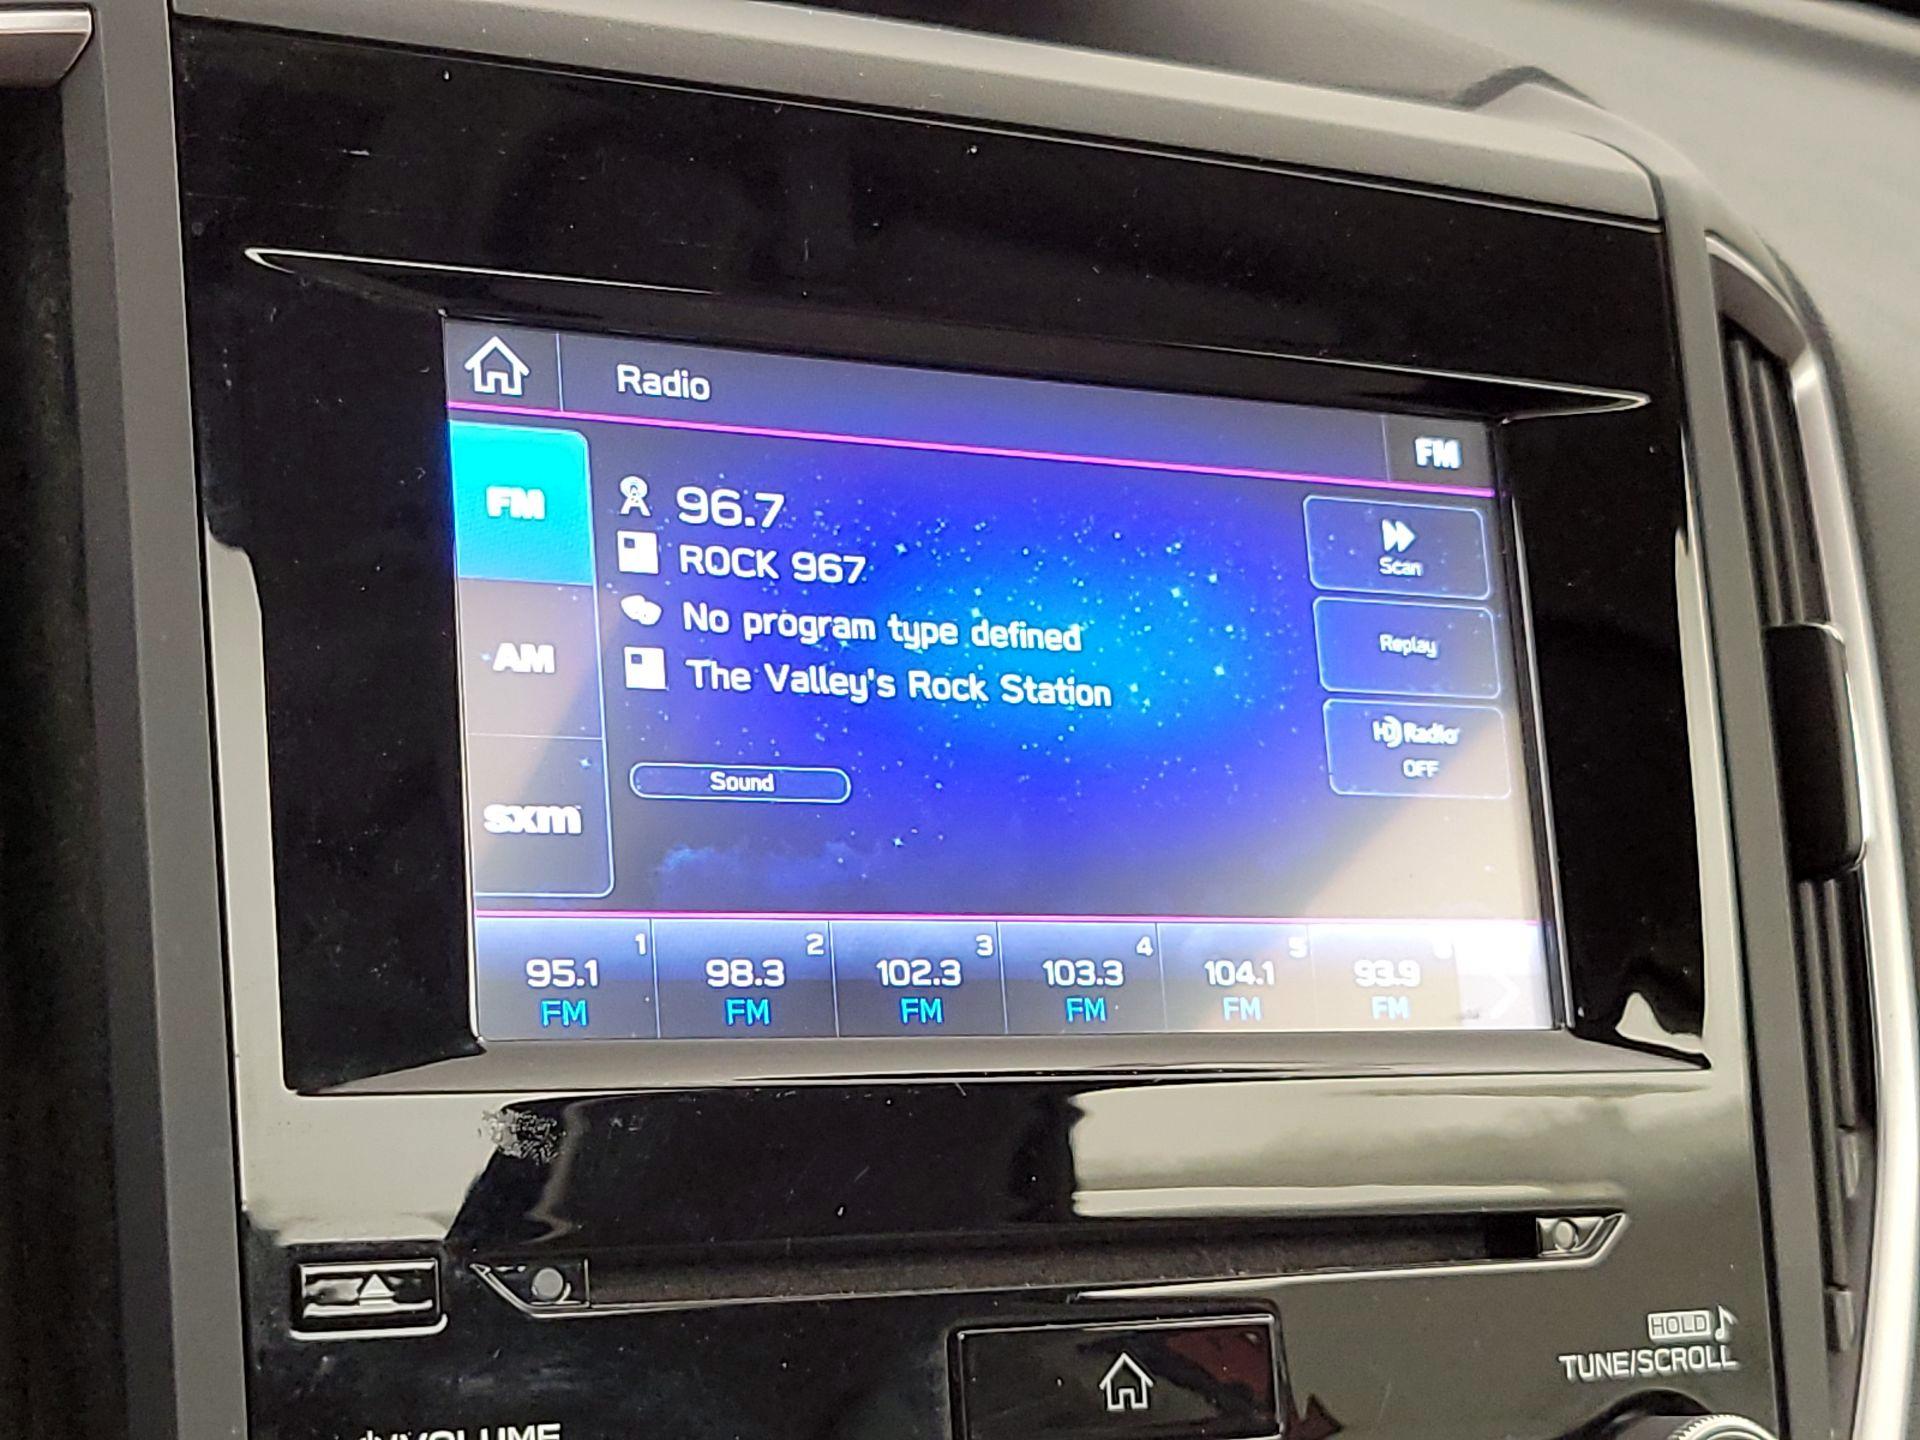 Radio
FM
FM
96.7
ROCK 967
No program type defined
The Valley's Rock Station
AM
sxm
Sound
Scan
Replay
HD Radio
OFF
1 2 3 4 5 6
95.1 98.3 102.3 103.3 104.1 93.9
FM FM FM FM FM FM
HOLD
TUNE/SCROLL
VOLUME